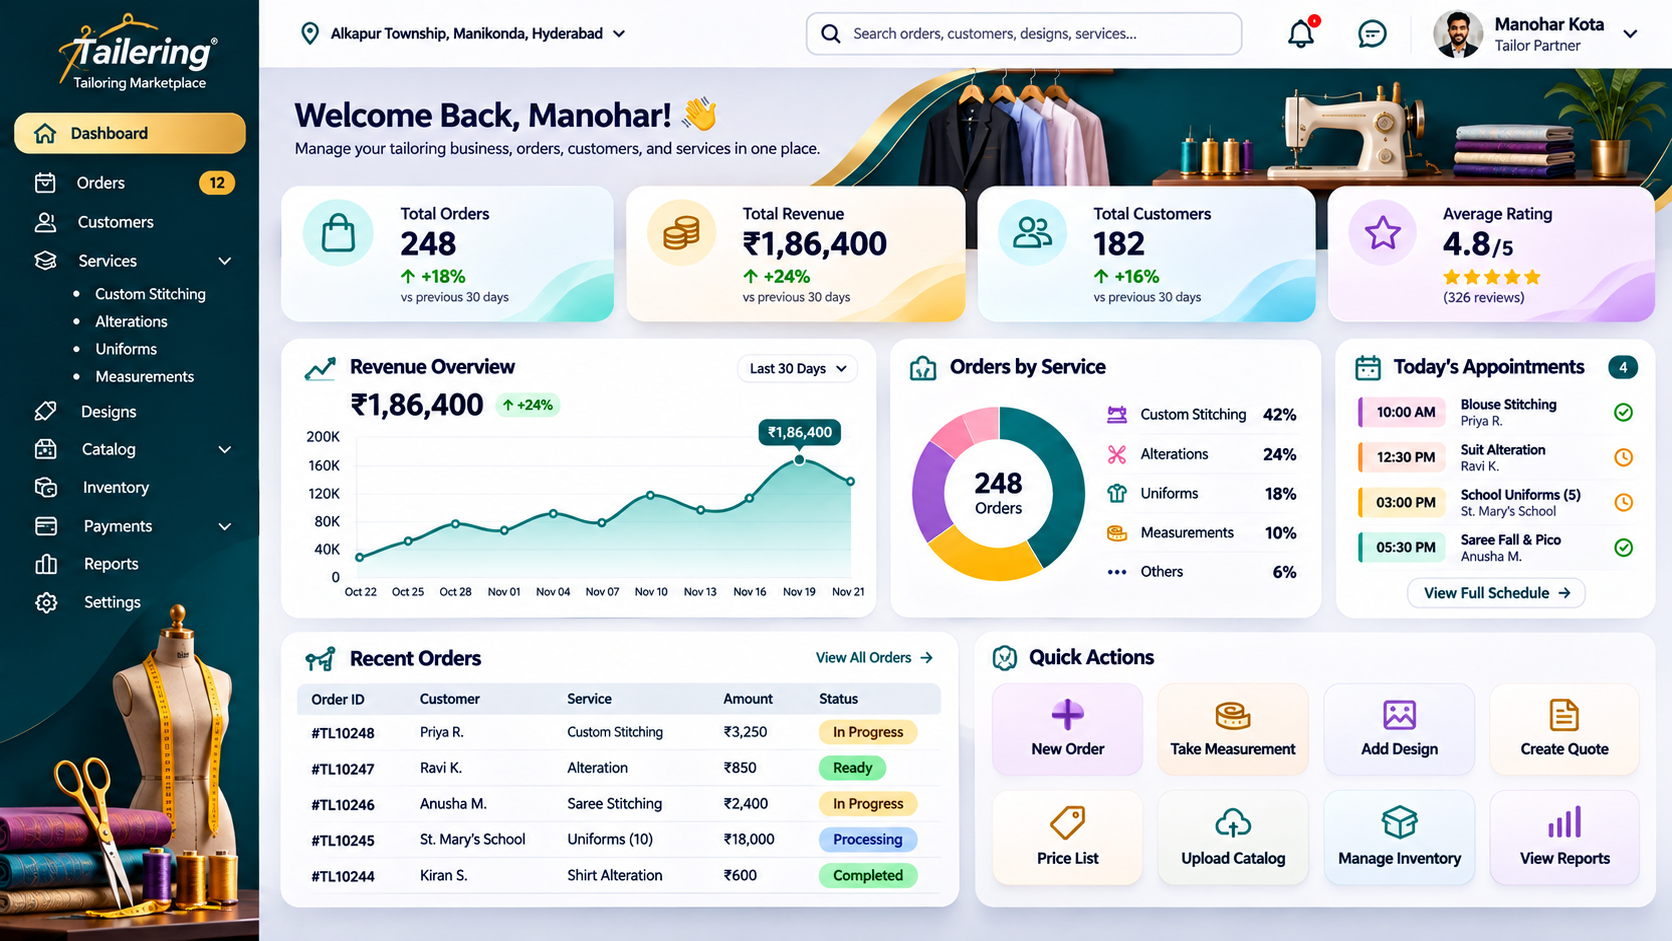 Tailering®
Tailoring Marketplace
Dashboard
Orders 12
Customers
Services
Custom Stitching
Alterations
Uniforms
Measurements
Designs
Catalog
Inventory
Payments
Reports
Settings
Alkapur Township, Manikonda, Hyderabad
Search orders, customers, designs, services...
Manohar Kota
Tailor Partner
Welcome Back, Manohar! 👋
Manage your tailoring business, orders, customers, and services in one place.
Total Orders
248
↑ +18%
vs previous 30 days
Total Revenue
₹1,86,400
↑ +24%
vs previous 30 days
Total Customers
182
↑ +16%
vs previous 30 days
Average Rating
4.8/5
(326 reviews)
Revenue Overview
Last 30 Days
₹1,86,400 ↑ +24%
₹1,86,400
200K
160K
120K
80K
40K
0
Oct 22 Oct 25 Oct 28 Nov 01 Nov 04 Nov 07 Nov 10 Nov 13 Nov 16 Nov 19 Nov 21
Orders by Service
248
Orders
Custom Stitching 42%
Alterations 24%
Uniforms 18%
Measurements 10%
Others 6%
Today's Appointments 4
10:00 AM Blouse Stitching
Priya R.
12:30 PM Suit Alteration
Ravi K.
03:00 PM School Uniforms (5)
St. Mary's School
05:30 PM Saree Fall & Pico
Anusha M.
View Full Schedule →
Recent Orders
View All Orders →
Order ID Customer Service Amount Status
#TL10248 Priya R. Custom Stitching ₹3,250 In Progress
#TL10247 Ravi K. Alteration ₹850 Ready
#TL10246 Anusha M. Saree Stitching ₹2,400 In Progress
#TL10245 St. Mary's School Uniforms (10) ₹18,000 Processing
#TL10244 Kiran S. Shirt Alteration ₹600 Completed
Quick Actions
New Order
Take Measurement
Add Design
Create Quote
Price List
Upload Catalog
Manage Inventory
View Reports